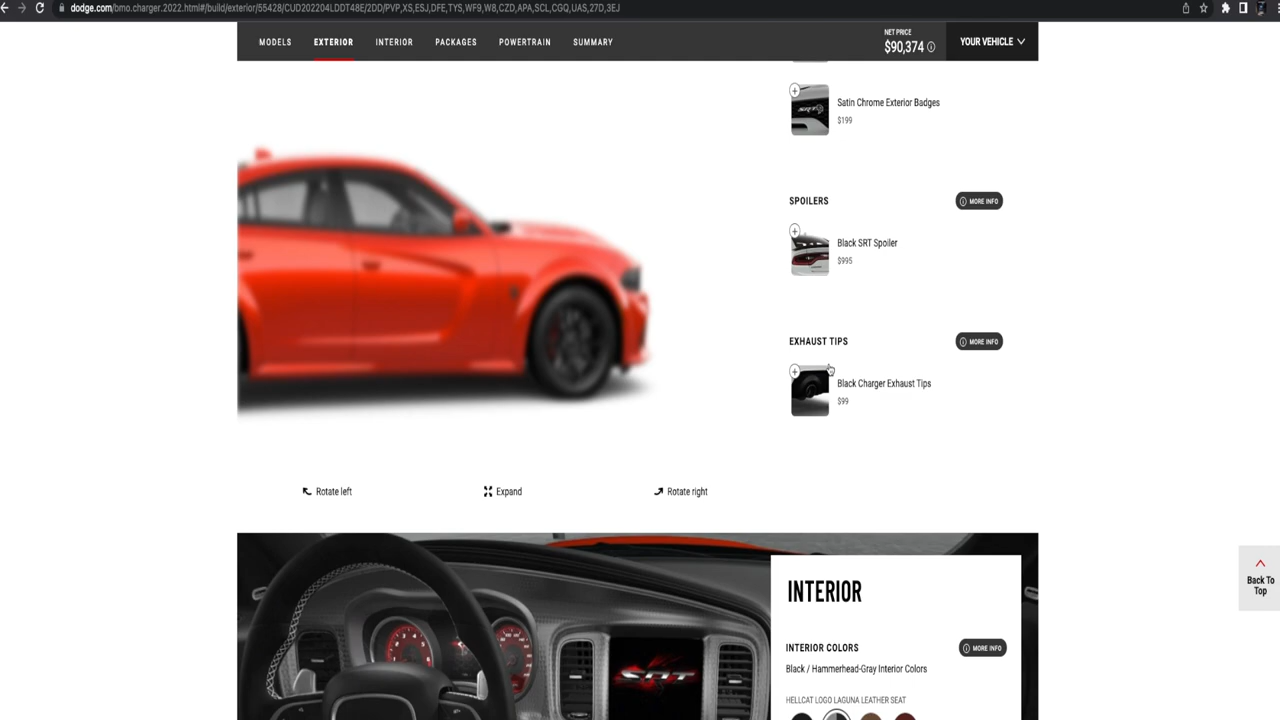 dodge.com/bmo.charger.2022.html#/build/exterior/55428/CUD202204LDDT48E/2DD/PVP,XS,ESJ,DFE,TYS,WF9,W8,CZD,APA,SCL,CGQ,UAS,27D,3EJ
MODELS EXTERIOR INTERIOR PACKAGES POWERTRAIN SUMMARY
NET PRICE
$90,374
YOUR VEHICLE
Satin Chrome Exterior Badges
$199
SPOILERS MORE INFO
Black SRT Spoiler
$995
EXHAUST TIPS MORE INFO
Black Charger Exhaust Tips
$99
Rotate left Expand Rotate right
Back To
Top
INTERIOR
INTERIOR COLORS MORE INFO
Black / Hammerhead-Gray Interior Colors
HELLCAT LOGO LAGUNA LEATHER SEAT
SRT